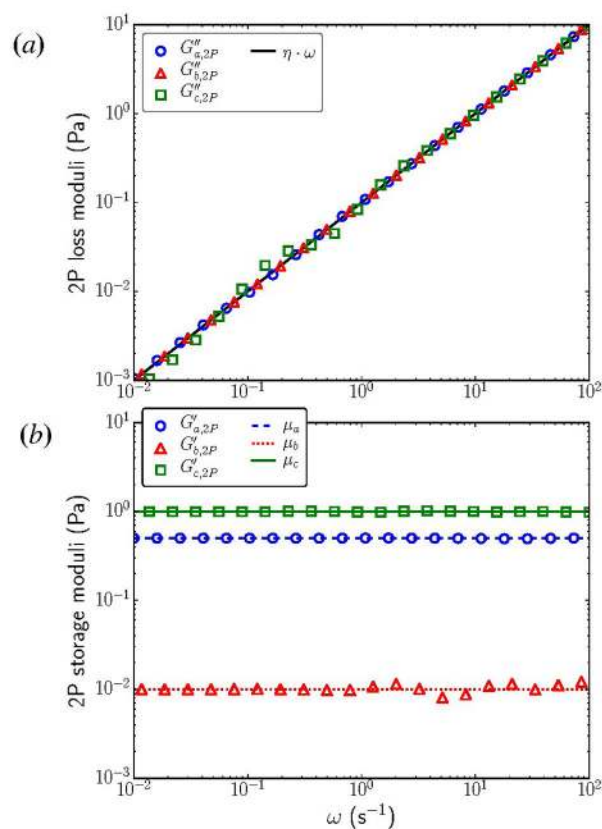 (a)
G''a,2P
G''b,2P
G''c,2P
η · ω
2P loss moduli (Pa)
10^1
10^0
10^-1
10^-2
10^-3
10^-2 10^-1 10^0 10^1 10^2
(b)
G'a,2P
G'b,2P
G'c,2P
μa
μb
μc
2P storage moduli (Pa)
10^1
10^0
10^-1
10^-2
10^-3
10^-2 10^-1 10^0 10^1 10^2
ω (s^-1)